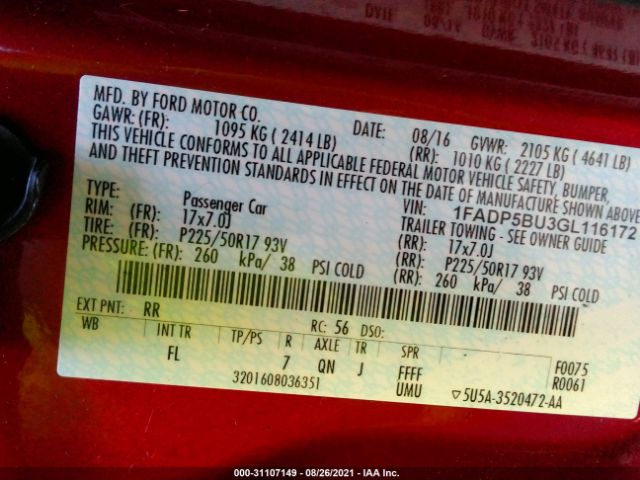 MFD. BY FORD MOTOR CO.
DATE: 08/16 GVWR: 2105 KG ( 4641 LB)
GAWR: (FR): 1095 KG ( 2414 LB) (RR): 1010 KG ( 2227 LB)
THIS VEHICLE CONFORMS TO ALL APPLICABLE FEDERAL MOTOR VEHICLE SAFETY, BUMPER,
AND THEFT PREVENTION STANDARDS IN EFFECT ON THE DATE OF MANUFACTURE SHOWN ABOVE
VIN: 1FADP5BU3GL116172
TYPE: Passenger Car TRAILER TOWING - SEE OWNER GUIDE
RIM: (FR): 17x7.0J (RR): 17x7.0J
TIRE: (FR): P225/50R17 93V (RR): P225/50R17 93V
PRESSURE: (FR): 260 kPa/ 38 PSI COLD (RR): 260 kPa/ 38 PSI COLD
EXT PNT: RR RC: 56 DSO:
WB INT TR TP/PS R AXLE TR SPR F0075
FL 7 QN J FFFF R0061
3201608036351 UMU ▽5U5A-3520472-AA
000-31107149 - 08/26/2021 - IAA Inc.